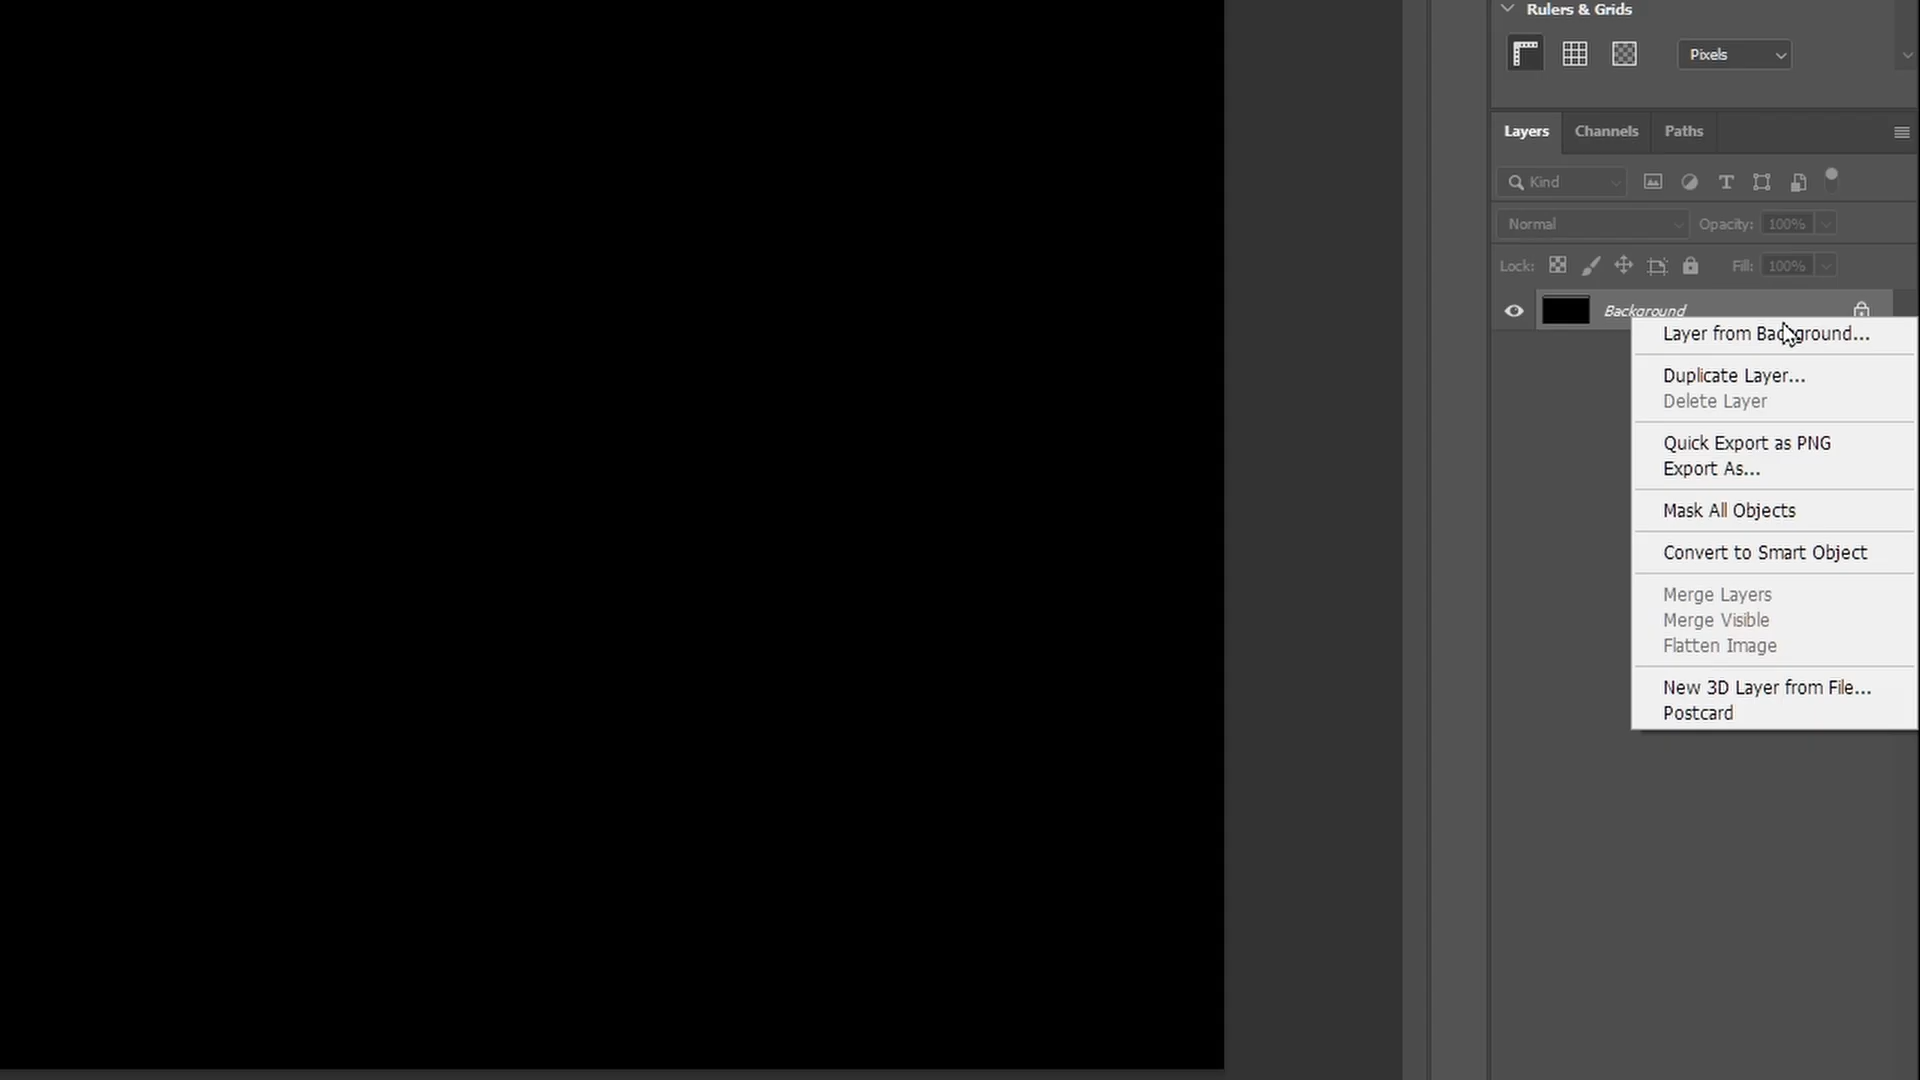 Rulers & Grids
Pixels
Layers Channels Paths
Kind
Normal Opacity: 100%
Lock: Fill: 100%
Background
Layer from Background...
Duplicate Layer...
Delete Layer
Quick Export as PNG
Export As...
Mask All Objects
Convert to Smart Object
Merge Layers
Merge Visible
Flatten Image
New 3D Layer from File...
Postcard